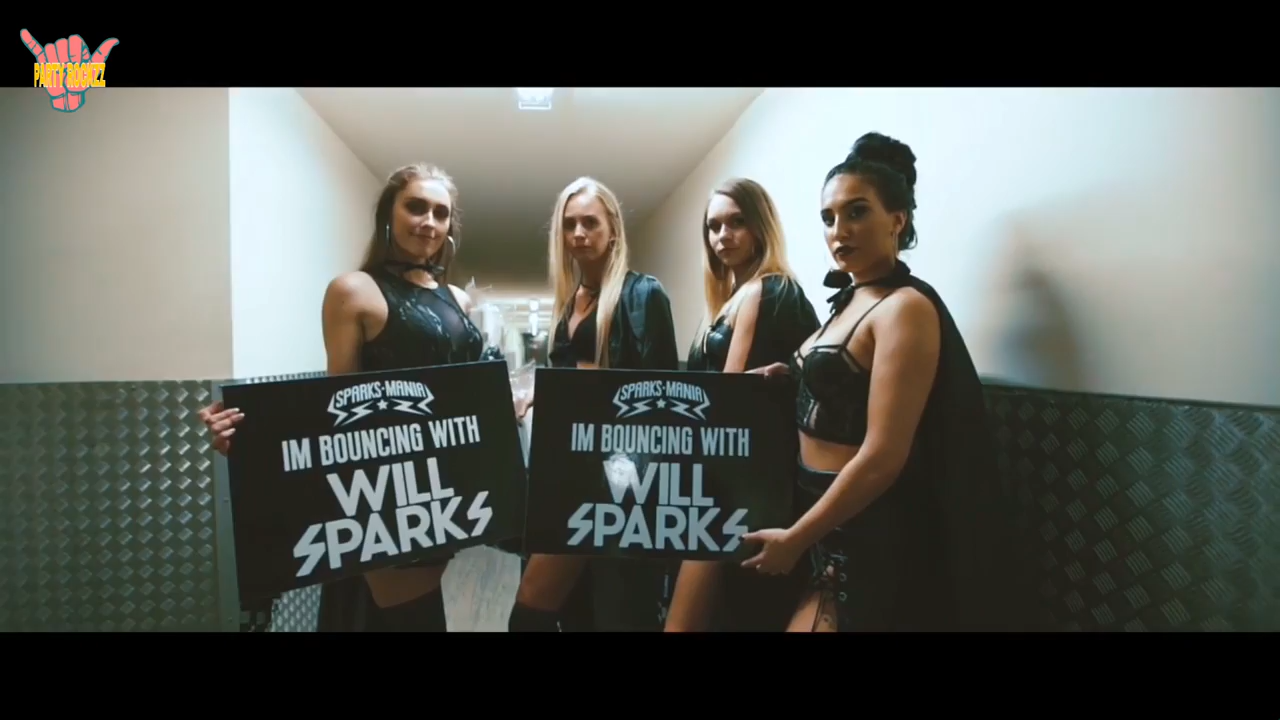 PARTY ROCKZZ
SPARKS★MANIA
IM BOUNCING WITH
WILL
SPARKS
SPARKS★MANIA
IM BOUNCING WITH
WILL
SPARKS